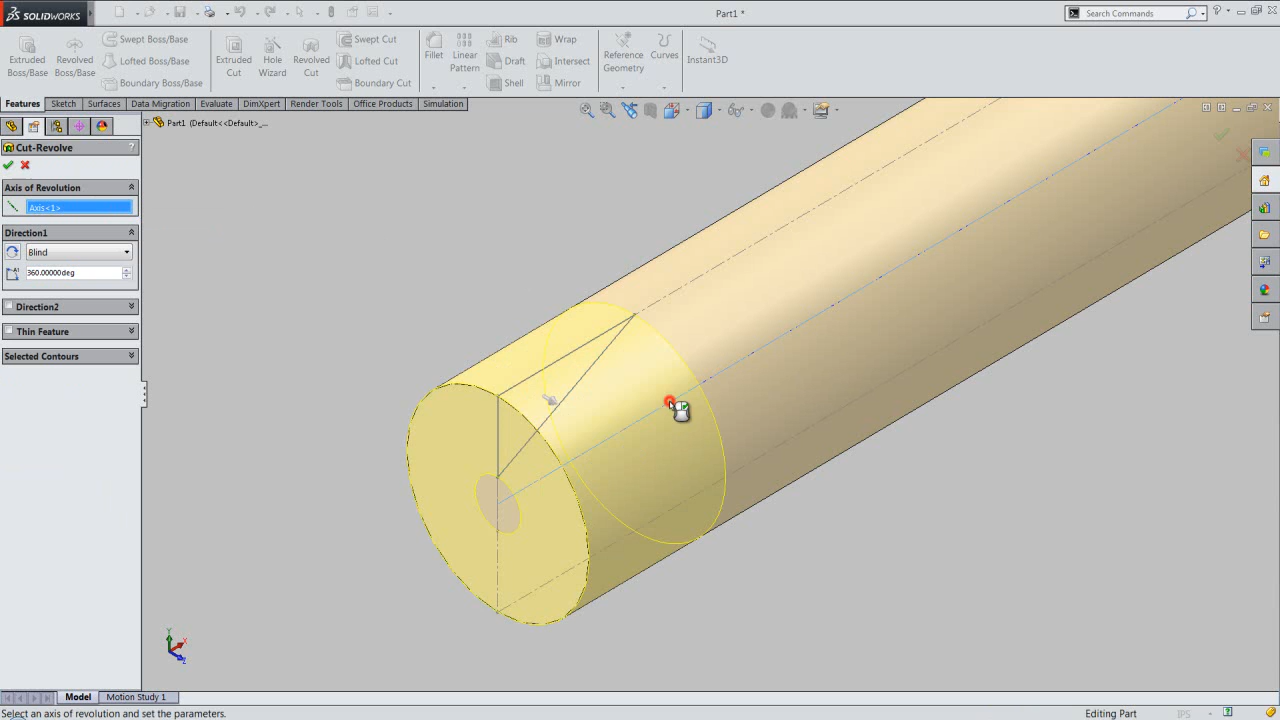 SOLIDWORKS
Part1 *
Search Commands
Extruded Boss/Base
Revolved Boss/Base
Swept Boss/Base
Lofted Boss/Base
Boundary Boss/Base
Extruded Cut
Hole Wizard
Revolved Cut
Swept Cut
Lofted Cut
Boundary Cut
Fillet
Linear Pattern
Rib
Draft
Shell
Wrap
Intersect
Mirror
Reference Geometry
Curves
Instant3D
Features
Sketch
Surfaces
Data Migration
Evaluate
DimXpert
Render Tools
Office Products
Simulation
Part1 (Default<<Default>_...
Cut-Revolve
?
Axis of Revolution
Axis<1>
Direction1
Blind
360.00000deg
Direction2
Thin Feature
Selected Contours
Y
X
Z
Model
Motion Study 1
Select an axis of revolution and set the parameters.
Editing Part
IPS